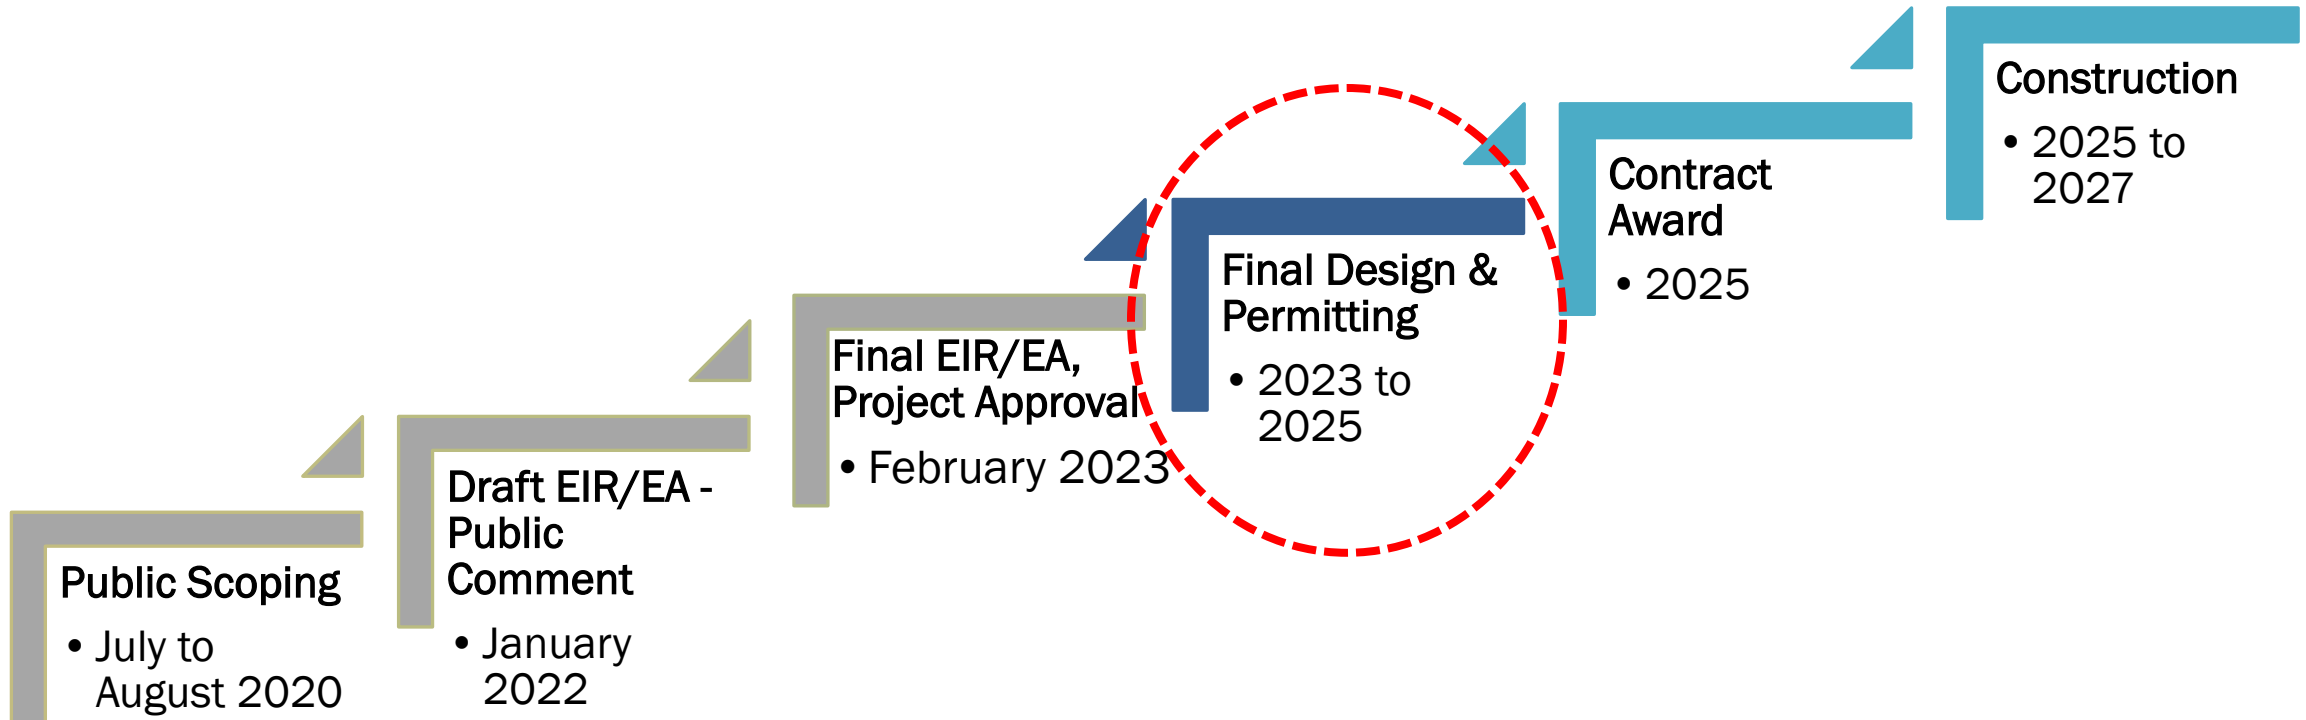 Public Scoping
• July to
August 2020
Draft EIR/EA -
Public
Comment
• January
2022
Final EIR/EA,
Project Approval
• February 2023
Final Design &
Permitting
• 2023 to
2025
Contract
Award
• 2025
Construction
• 2025 to
2027